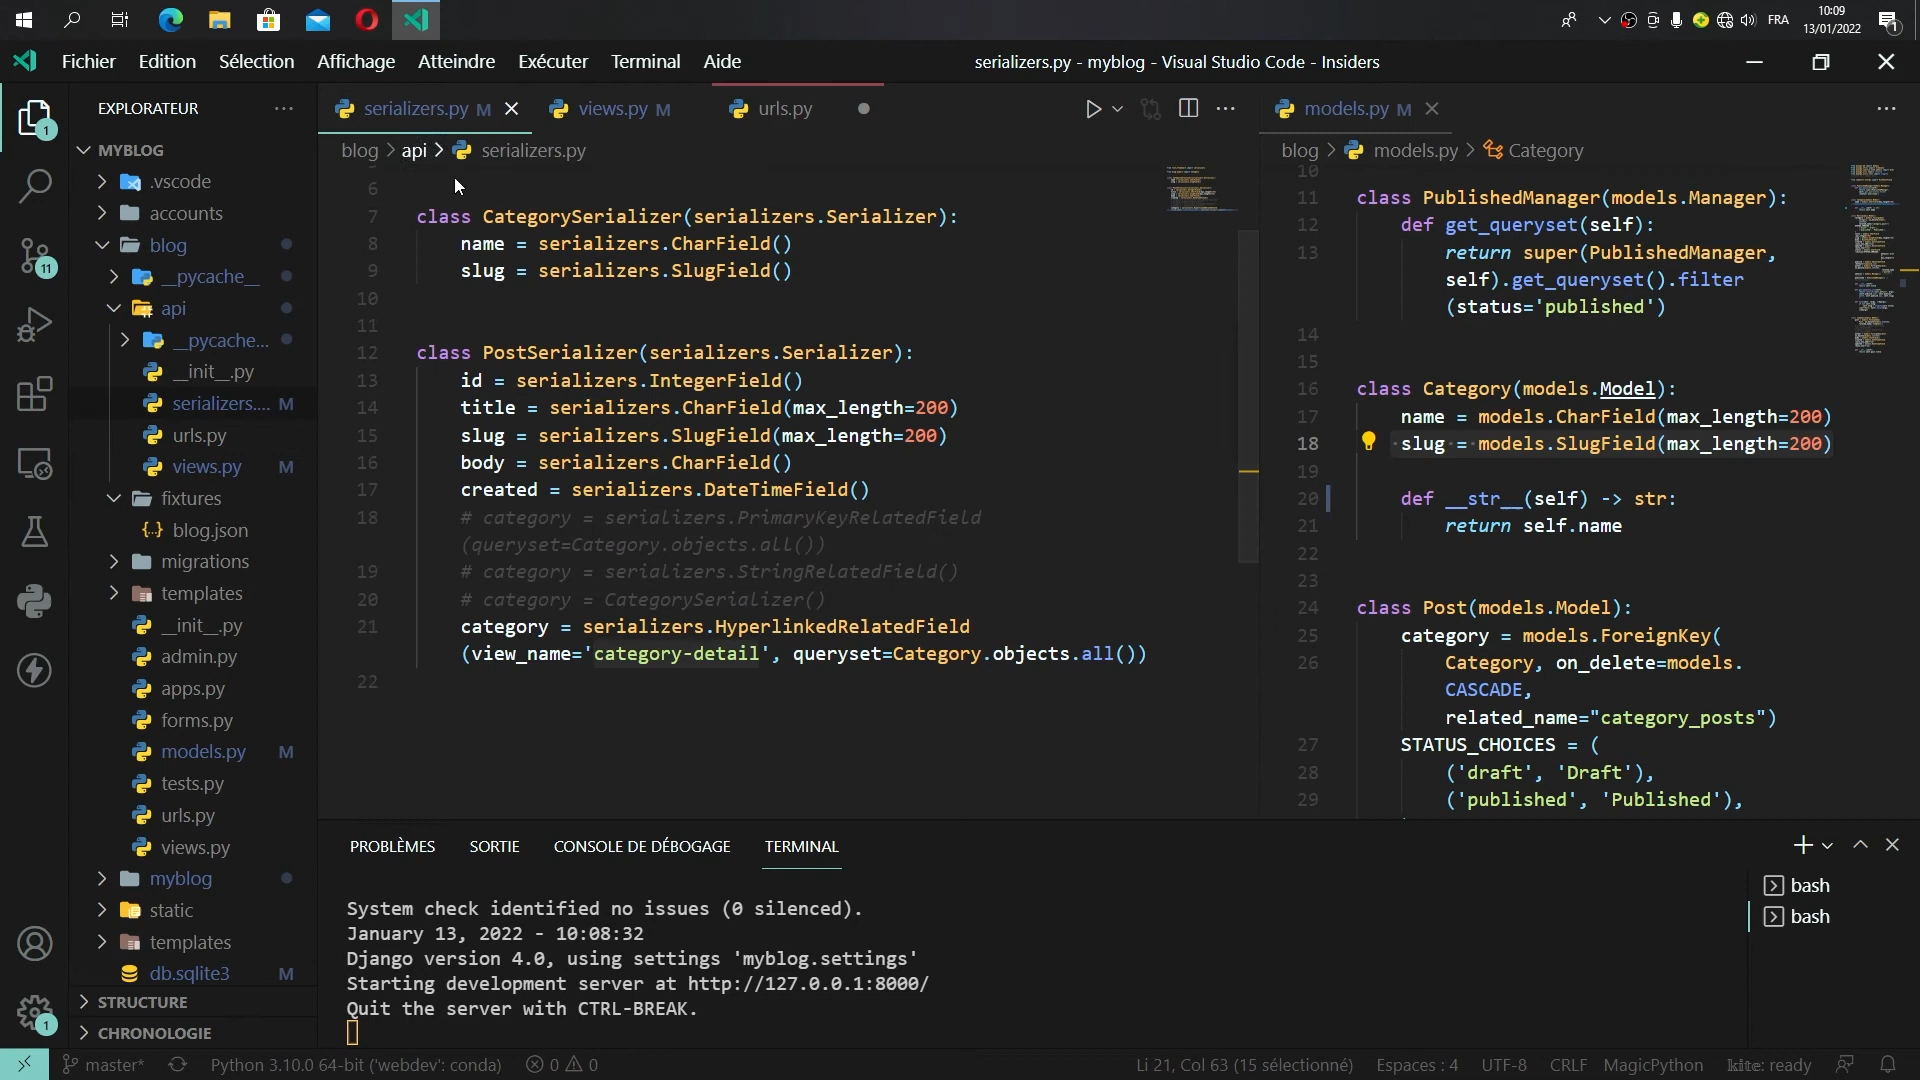 FRA
10:09
13/01/2022
1
Fichier Edition Sélection Affichage Atteindre Exécuter Terminal Aide
serializers.py - myblog - Visual Studio Code - Insiders
EXPLORATEUR
MYBLOG
.vscode
accounts
blog
__pycache__
api
__pycache...
__init__.py
serializers.... M
urls.py
views.py M
fixtures
{..} blog.json
migrations
templates
__init__.py
admin.py
apps.py
forms.py
models.py M
tests.py
urls.py
views.py
myblog
static
templates
db.sqlite3 M
STRUCTURE
CHRONOLOGIE
1
11
1
serializers.py M
views.py M
urls.py
blog > api > serializers.py
6
7 class CategorySerializer(serializers.Serializer):
8 name = serializers.CharField()
9 slug = serializers.SlugField()
10
11
12 class PostSerializer(serializers.Serializer):
13 id = serializers.IntegerField()
14 title = serializers.CharField(max_length=200)
15 slug = serializers.SlugField(max_length=200)
16 body = serializers.CharField()
17 created = serializers.DateTimeField()
18 # category = serializers.PrimaryKeyRelatedField
(queryset=Category.objects.all())
19 # category = serializers.StringRelatedField()
20 # category = CategorySerializer()
21 category = serializers.HyperlinkedRelatedField
(view_name='category-detail', queryset=Category.objects.all())
22
models.py M
blog > models.py > Category
10
11 class PublishedManager(models.Manager):
12 def get_queryset(self):
13 return super(PublishedManager,
self).get_queryset().filter
(status='published')
14
15
16 class Category(models.Model):
17 name = models.CharField(max_length=200)
18 slug = models.SlugField(max_length=200)
19
20 def __str__(self) -> str:
21 return self.name
22
23
24 class Post(models.Model):
25 category = models.ForeignKey(
26 Category, on_delete=models.
CASCADE,
related_name="category_posts")
27 STATUS_CHOICES = (
28 ('draft', 'Draft'),
29 ('published', 'Published'),
PROBLÈMES SORTIE CONSOLE DE DÉBOGAGE TERMINAL
System check identified no issues (0 silenced).
January 13, 2022 - 10:08:32
Django version 4.0, using settings 'myblog.settings'
Starting development server at http://127.0.0.1:8000/
Quit the server with CTRL-BREAK.
bash
bash
master* Python 3.10.0 64-bit ('webdev': conda) 0 0
Li 21, Col 63 (15 sélectionné) Espaces : 4 UTF-8 CRLF MagicPython kite: ready